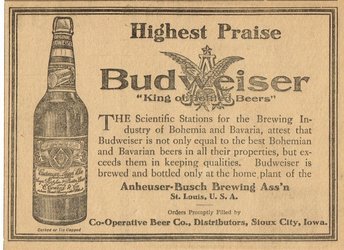 Highest Praise
Budweiser
"King of Bottled Beers"
THE Scientific Stations for the Brewing In-
dustry of Bohemia and Bavaria, attest that
Budweiser is not only equal to the best Bohemian
and Bavarian beers in all their properties, but ex-
ceeds them in keeping qualities. Budweiser is
brewed and bottled only at the home plant of the
Anheuser-Busch Brewing Ass'n
St. Louis, U. S. A.
Orders Promptly Filled by
Co-Operative Beer Co., Distributors, Sioux City, Iowa.
Corked or Tin Capped